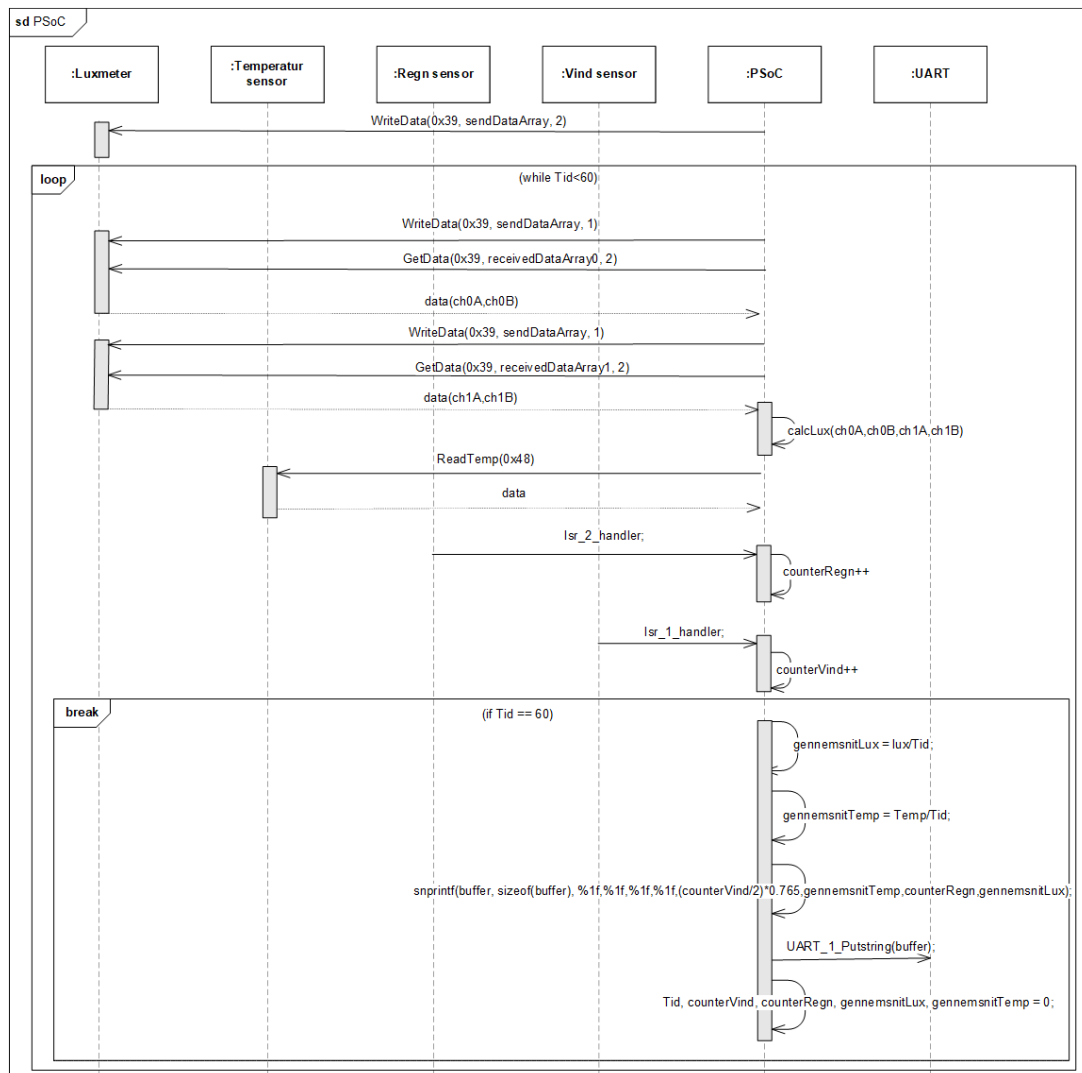 sd PSoC
:Luxmeter
:Temperatur
sensor
:Regn sensor
:Vind sensor
:PSoC
:UART
WriteData(0x39, sendDataArray, 2)
loop
(while Tid<60)
WriteData(0x39, sendDataArray, 1)
GetData(0x39, receivedDataArray0, 2)
data(ch0A,ch0B)
WriteData(0x39, sendDataArray, 1)
GetData(0x39, receivedDataArray1, 2)
data(ch1A,ch1B)
calcLux(ch0A,ch0B,ch1A,ch1B)
ReadTemp(0x48)
data
Isr_2_handler;
counterRegn++
Isr_1_handler;
counterVind++
break
(if Tid == 60)
gennemsnitLux = lux/Tid;
gennemsnitTemp = Temp/Tid;
snprintf(buffer, sizeof(buffer), %1f,%1f,%1f,%1f,(counterVind/2)*0.765,gennemsnitTemp,counterRegn,gennemsnitLux);
UART_1_Putstring(buffer);
Tid, counterVind, counterRegn, gennemsnitLux, gennemsnitTemp = 0;